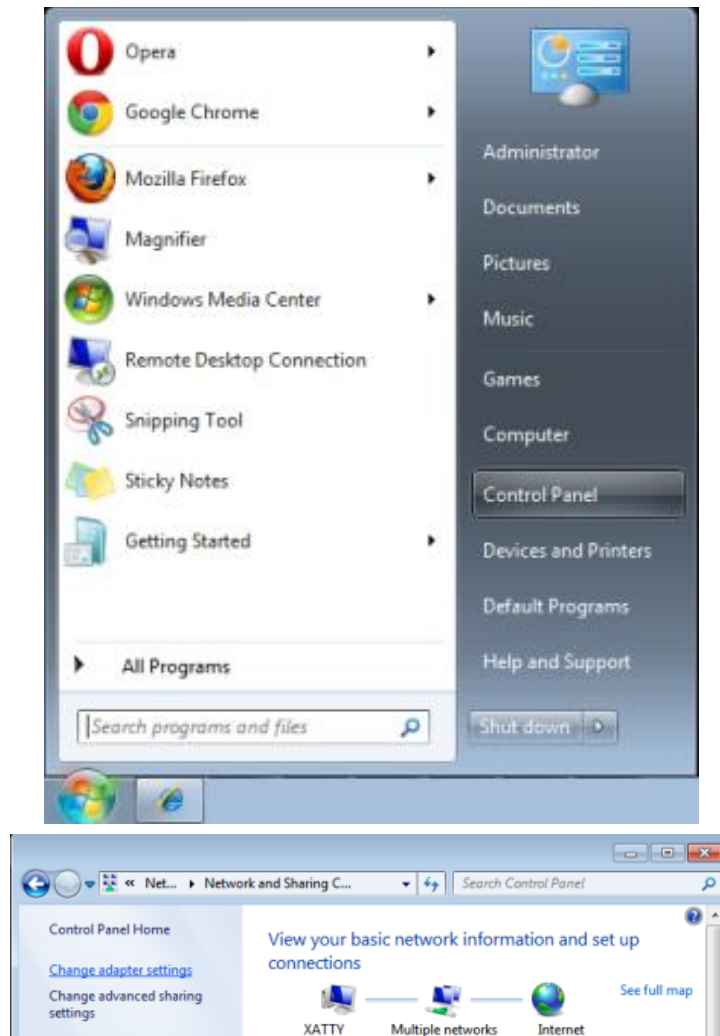 Opera
Google Chrome
Mozilla Firefox
Magnifier
Windows Media Center
Remote Desktop Connection
Snipping Tool
Sticky Notes
Getting Started
All Programs
Search programs and files
Administrator
Documents
Pictures
Music
Games
Computer
Control Panel
Devices and Printers
Default Programs
Help and Support
Shut down
« Net... Network and Sharing C...
Search Control Panel
Control Panel Home
Change adapter settings
Change advanced sharing
settings
View your basic network information and set up
connections
See full map
XATTY Multiple networks Internet